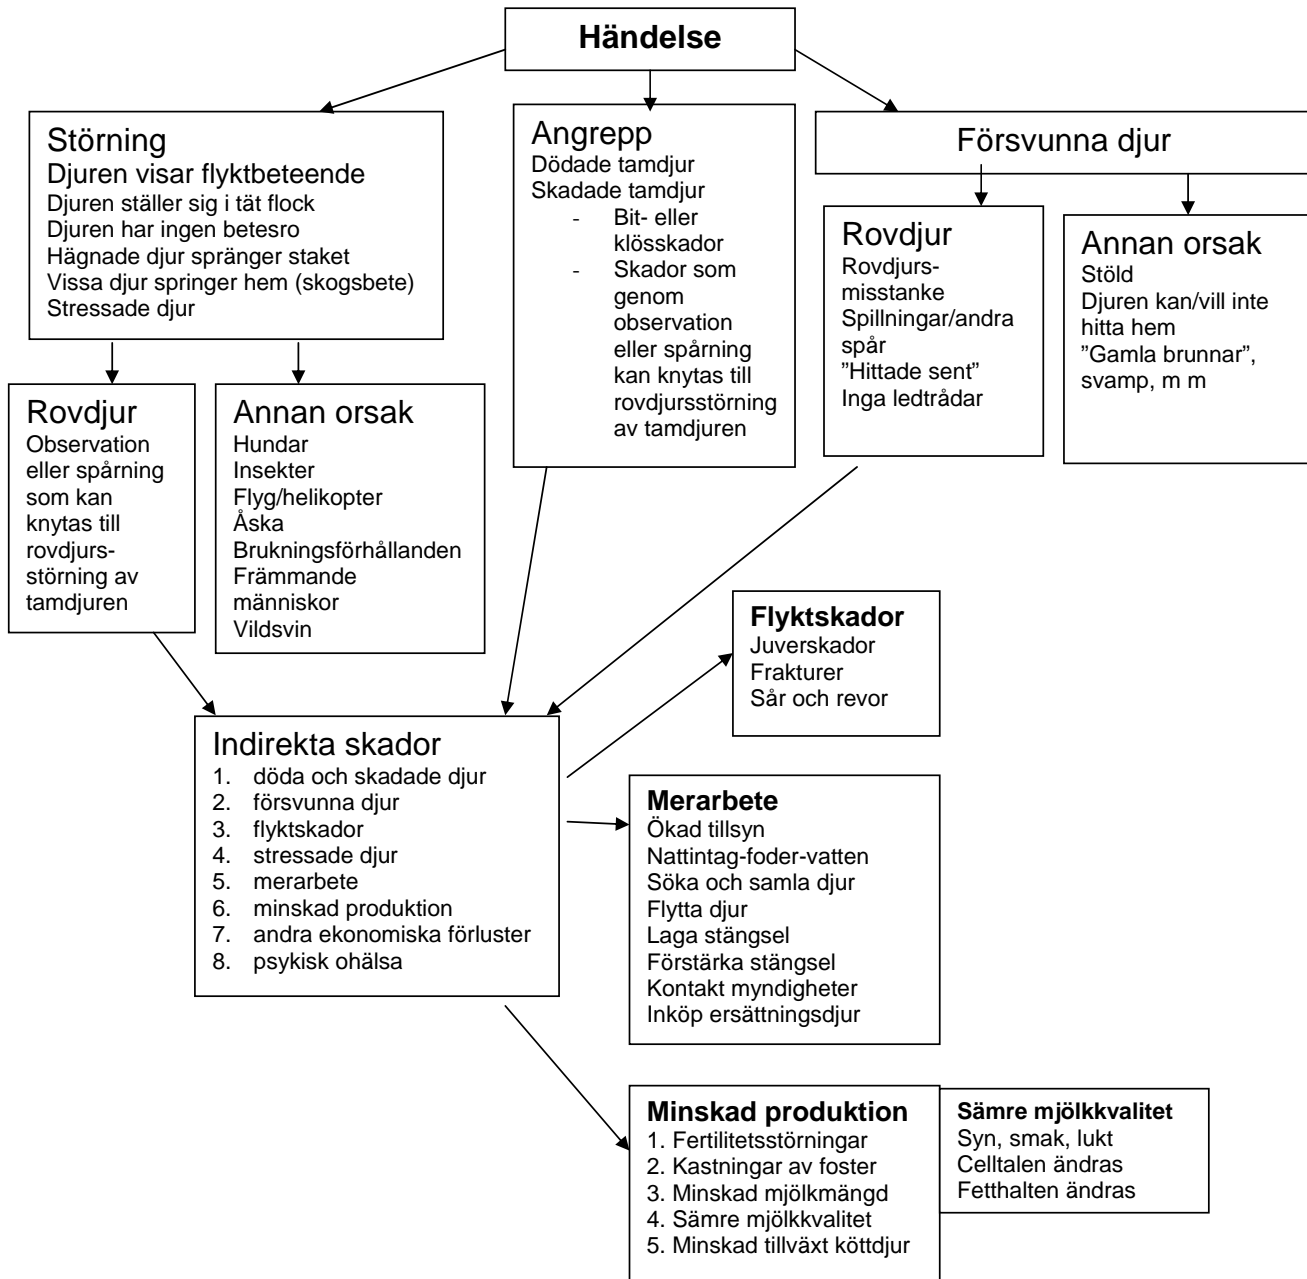 Händelse
Störning
Djuren visar flyktbeteende
Djuren ställer sig i tät flock
Djuren har ingen betesro
Hägnade djur spränger staket
Vissa djur springer hem (skogsbete)
Stressade djur
Angrepp
Dödade tamdjur
Skadade tamdjur
- Bit- eller
klösskador
- Skador som
genom
observation
eller spårning
kan knytas till
rovdjursstörning
av tamdjuren
Försvunna djur
Rovdjur
Rovdjurs-
misstanke
Spillningar/andra
spår
”Hittade sent”
Inga ledtrådar
Annan orsak
Stöld
Djuren kan/vill inte
hitta hem
”Gamla brunnar”,
svamp, m m
Rovdjur
Observation
eller spårning
som kan
knytas till
rovdjurs-
störning av
tamdjuren
Annan orsak
Hundar
Insekter
Flyg/helikopter
Åska
Brukningsförhållanden
Främmande
människor
Vildsvin
Indirekta skador
1. döda och skadade djur
2. försvunna djur
3. flyktskador
4. stressade djur
5. merarbete
6. minskad produktion
7. andra ekonomiska förluster
8. psykisk ohälsa
Flyktskador
Juverskador
Frakturer
Sår och revor
Merarbete
Ökad tillsyn
Nattintag-foder-vatten
Söka och samla djur
Flytta djur
Laga stängsel
Förstärka stängsel
Kontakt myndigheter
Inköp ersättningsdjur
Minskad produktion
1. Fertilitetsstörningar
2. Kastningar av foster
3. Minskad mjölkmängd
4. Sämre mjölkkvalitet
5. Minskad tillväxt köttdjur
Sämre mjölkkvalitet
Syn, smak, lukt
Celltalen ändras
Fetthalten ändras